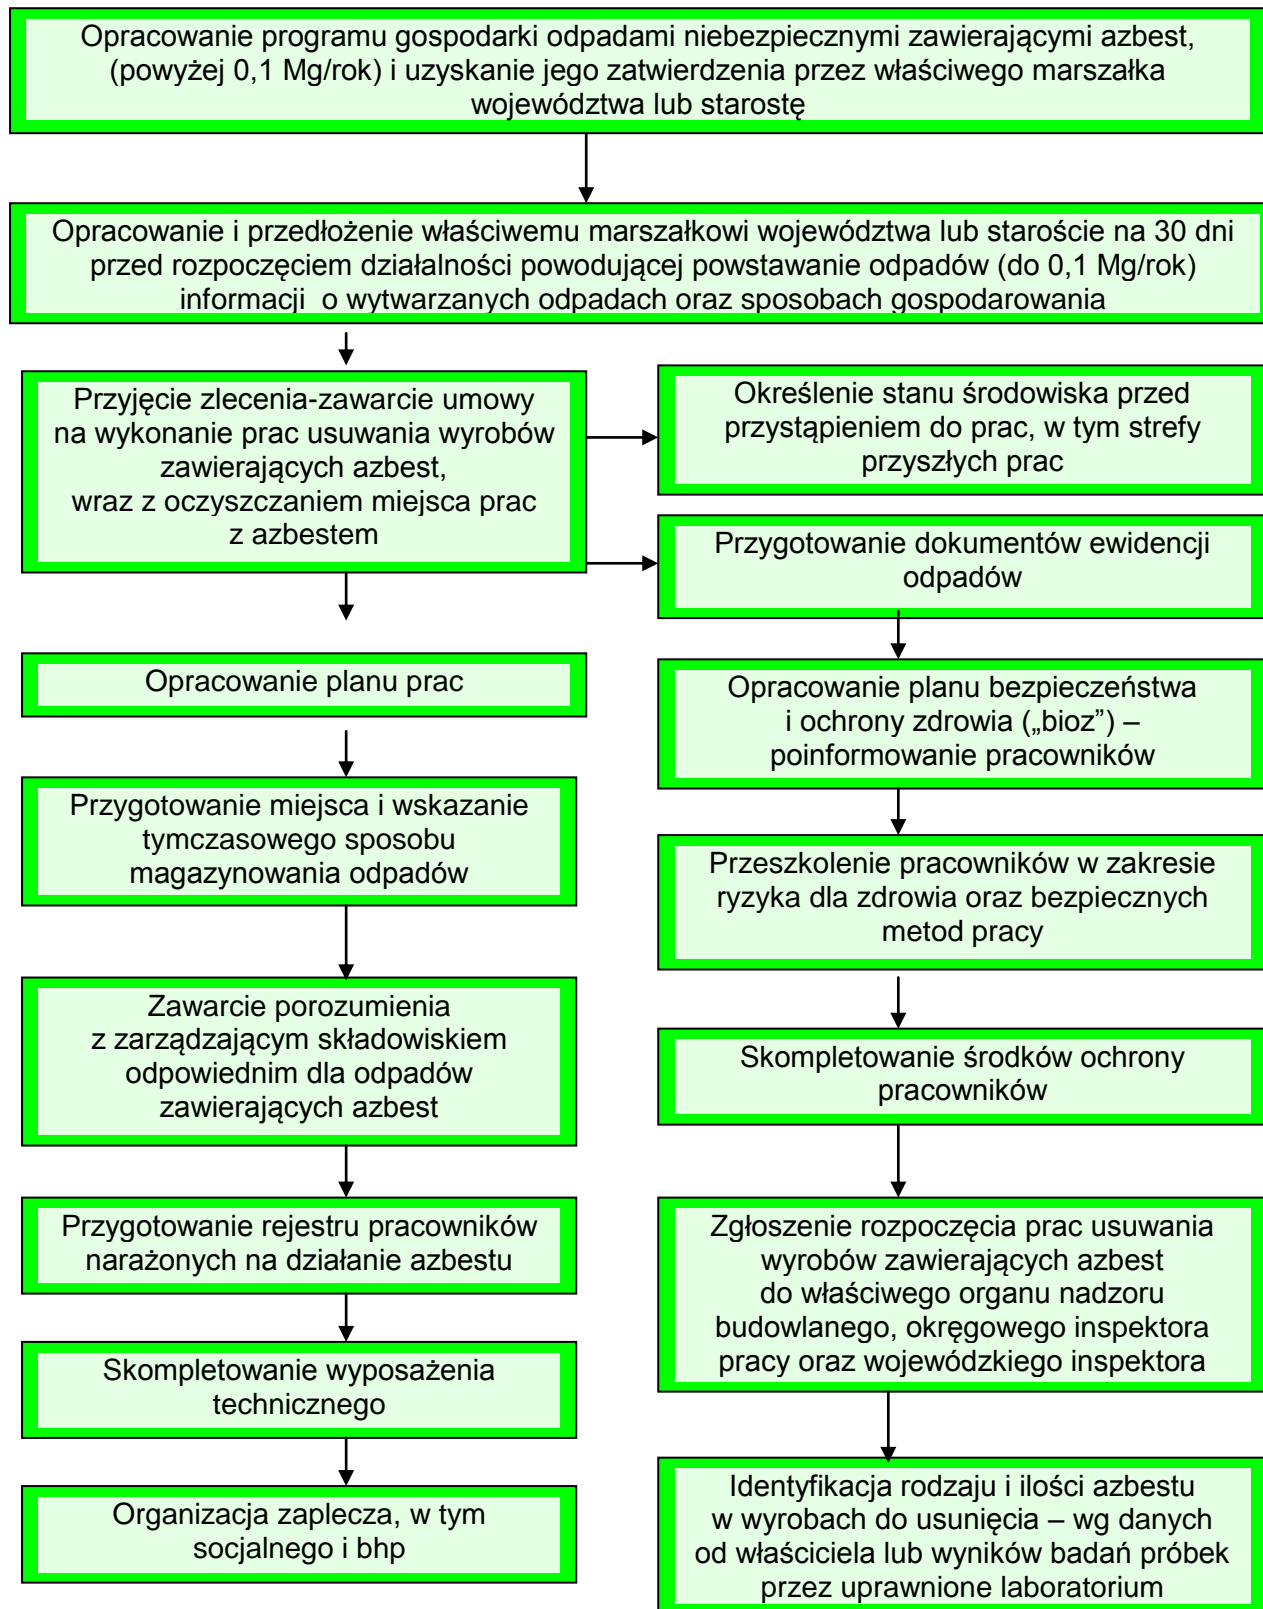 Opracowanie programu gospodarki odpadami niebezpiecznymi zawierającymi azbest,
(powyżej 0,1 Mg/rok) i uzyskanie jego zatwierdzenia przez właściwego marszałka
województwa lub starostę
Opracowanie i przedłożenie właściwemu marszałkowi województwa lub staroście na 30 dni
przed rozpoczęciem działalności powodującej powstawanie odpadów (do 0,1 Mg/rok)
informacji o wytwarzanych odpadach oraz sposobach gospodarowania
Przyjęcie zlecenia-zawarcie umowy
na wykonanie prac usuwania wyrobów
zawierających azbest,
wraz z oczyszczaniem miejsca prac
z azbestem
Określenie stanu środowiska przed
przystąpieniem do prac, w tym strefy
przyszłych prac
Przygotowanie dokumentów ewidencji
odpadów
Opracowanie planu prac
Opracowanie planu bezpieczeństwa
i ochrony zdrowia („bioz”) –
poinformowanie pracowników
Przygotowanie miejsca i wskazanie
tymczasowego sposobu
magazynowania odpadów
Przeszkolenie pracowników w zakresie
ryzyka dla zdrowia oraz bezpiecznych
metod pracy
Zawarcie porozumienia
z zarządzającym składowiskiem
odpowiednim dla odpadów
zawierających azbest
Skompletowanie środków ochrony
pracowników
Przygotowanie rejestru pracowników
narażonych na działanie azbestu
Zgłoszenie rozpoczęcia prac usuwania
wyrobów zawierających azbest
do właściwego organu nadzoru
budowlanego, okręgowego inspektora
pracy oraz wojewódzkiego inspektora
Skompletowanie wyposażenia
technicznego
Organizacja zaplecza, w tym
socjalnego i bhp
Identyfikacja rodzaju i ilości azbestu
w wyrobach do usunięcia – wg danych
od właściciela lub wyników badań próbek
przez uprawnione laboratorium